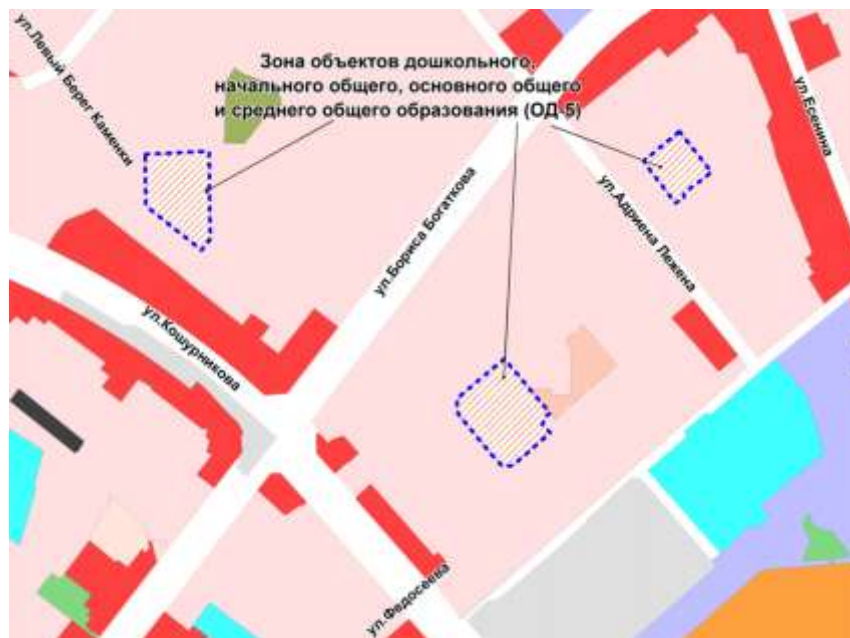 ул.Левый Берег Каменки
Зона объектов дошкольного,
начального общего, основного общего
и среднего общего образования (ОД-5)
ул.Есенина
ул.Бориса Богаткова
ул.Адриена Лежена
ул.Кошурникова
ул.Федосеева